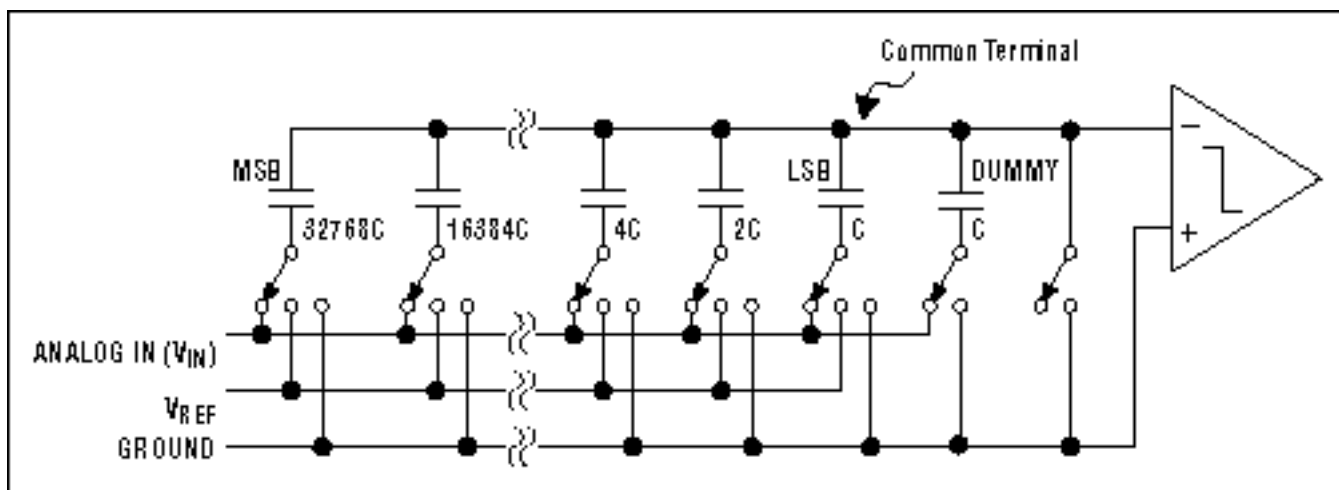 Common Terminal
MSB
LSB
DUMMY
32768C
16384C
4C
2C
C
C
−
+
ANALOG IN (VIN)
VREF
GROUND